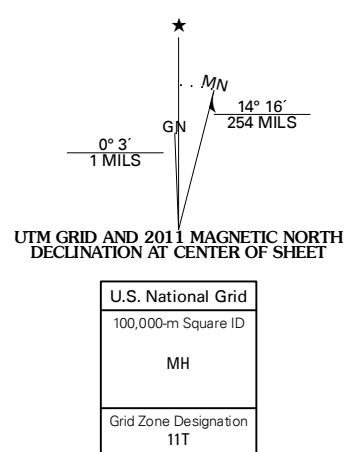 ★
MN
GN
14° 16´
254 MILS
0° 3´
1 MILS
UTM GRID AND 2011 MAGNETIC NORTH
DECLINATION AT CENTER OF SHEET
U.S. National Grid
100,000-m Square ID
MH
Grid Zone Designation
11T